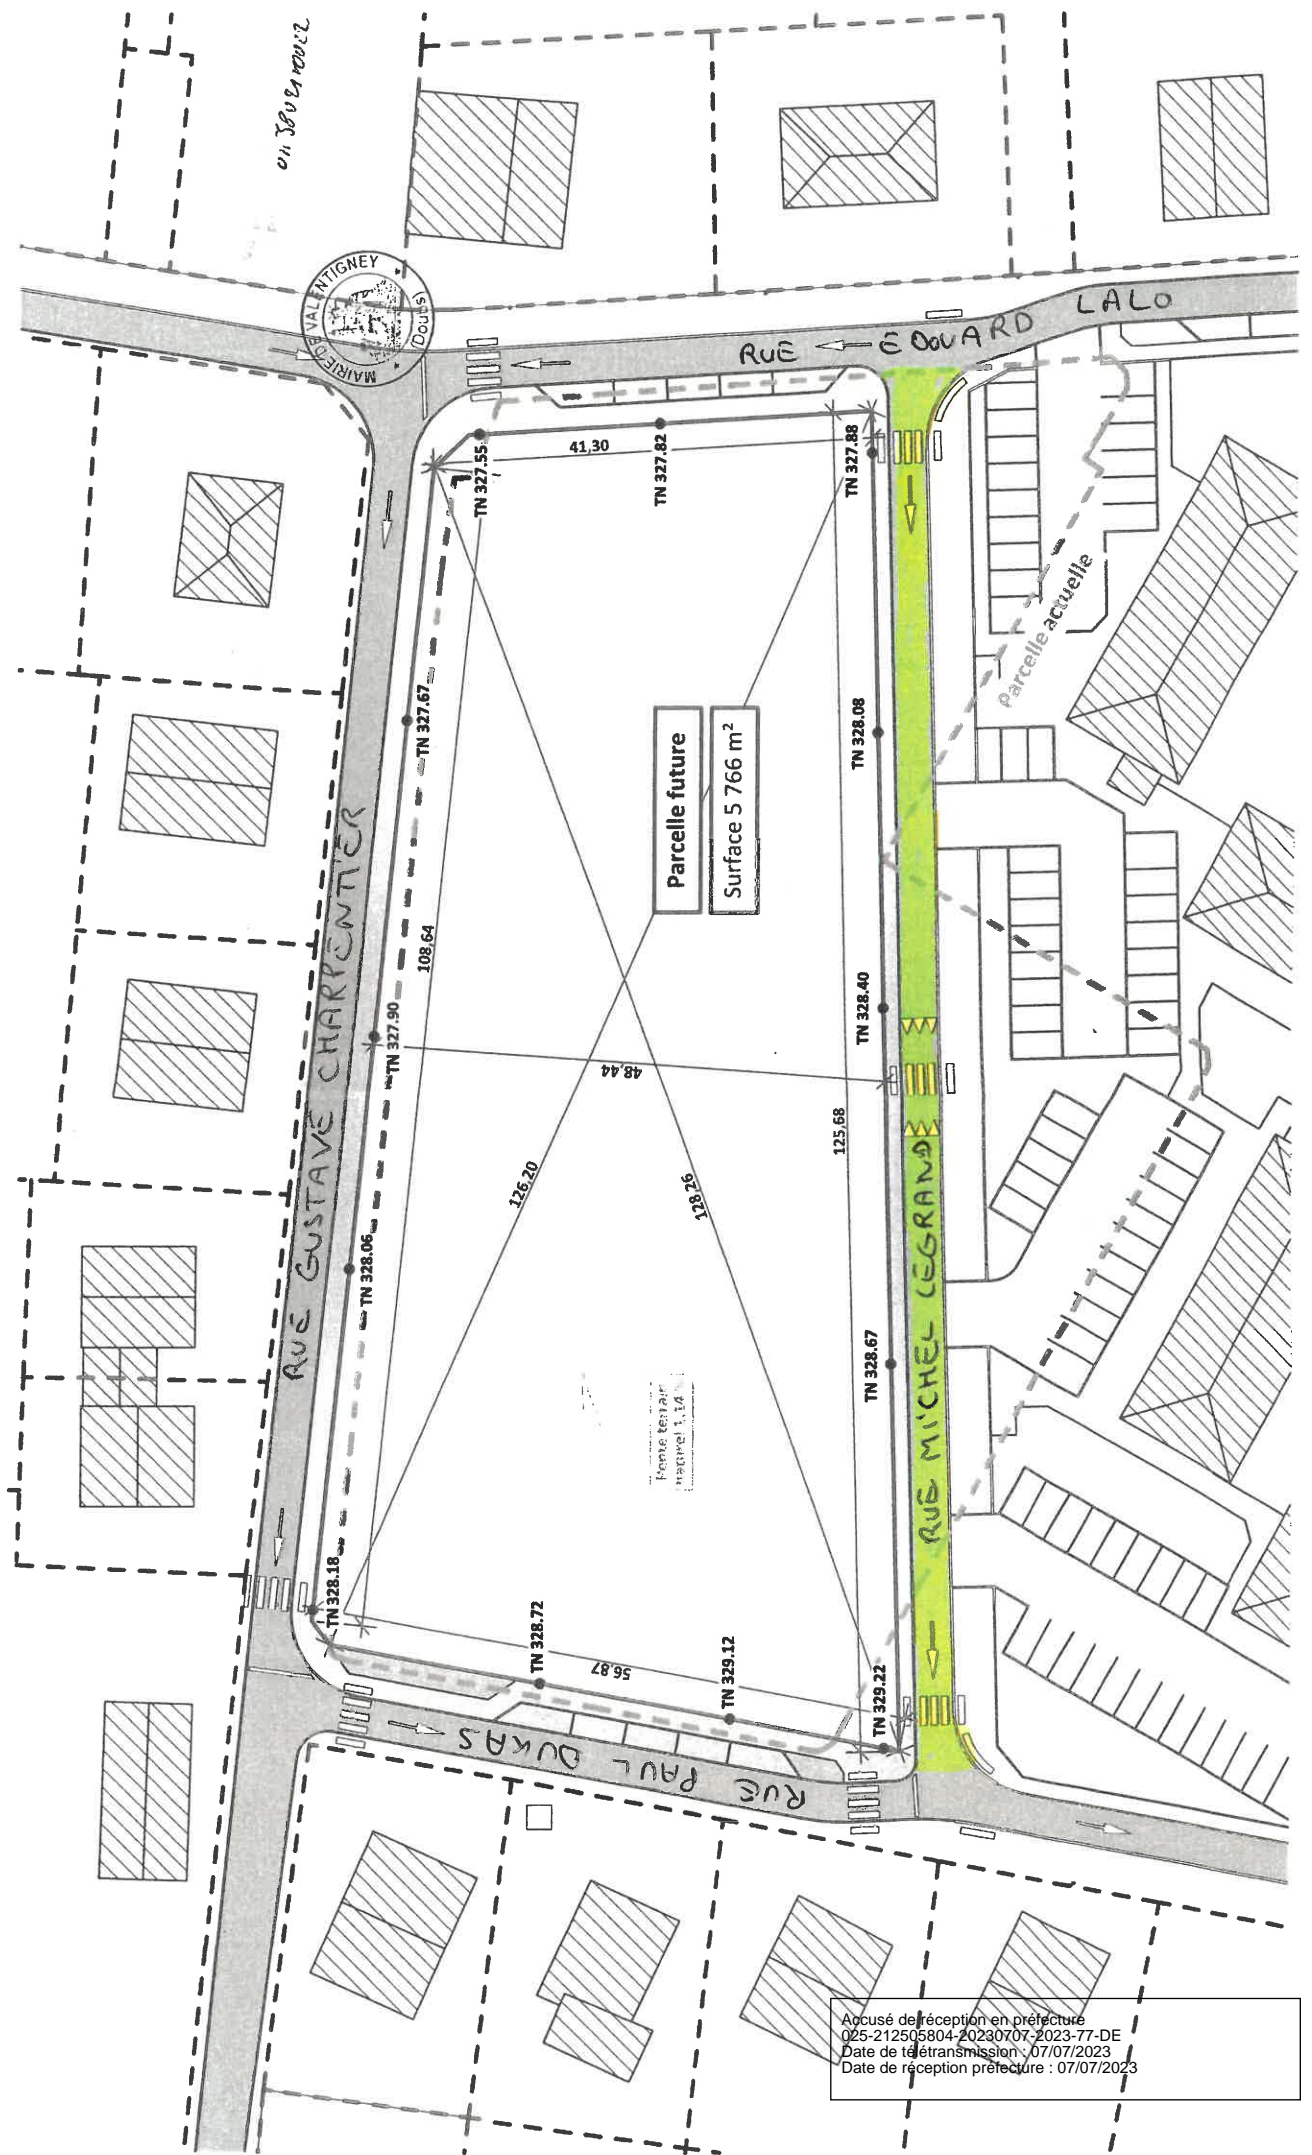 MAIRIE DE VALENTIGNEY
(Doubs)
RUE EDOUARD LALO
RUE GUSTAVE CHARPENTIER
TN 327.55
41,30
TN 327.82
TN 327.88
TN 327.67
108,64
TN 327.90
TN 328.06
TN 328.18
Parcelle future
Surface 5 766 m²
TN 328.08
Parcelle actuelle
TN 328.40
48,44
125,68
126,20
128,26
TN 328.67
RUE MICHEL LEGRAND
Pente terrain
TN 328.72
56,87
TN 329.12
TN 329.22
RUE PAUL DUKAS
Accusé de réception en préfecture
025-212505804-20230707-2023-77-DE
Date de télétransmission : 07/07/2023
Date de réception préfecture : 07/07/2023